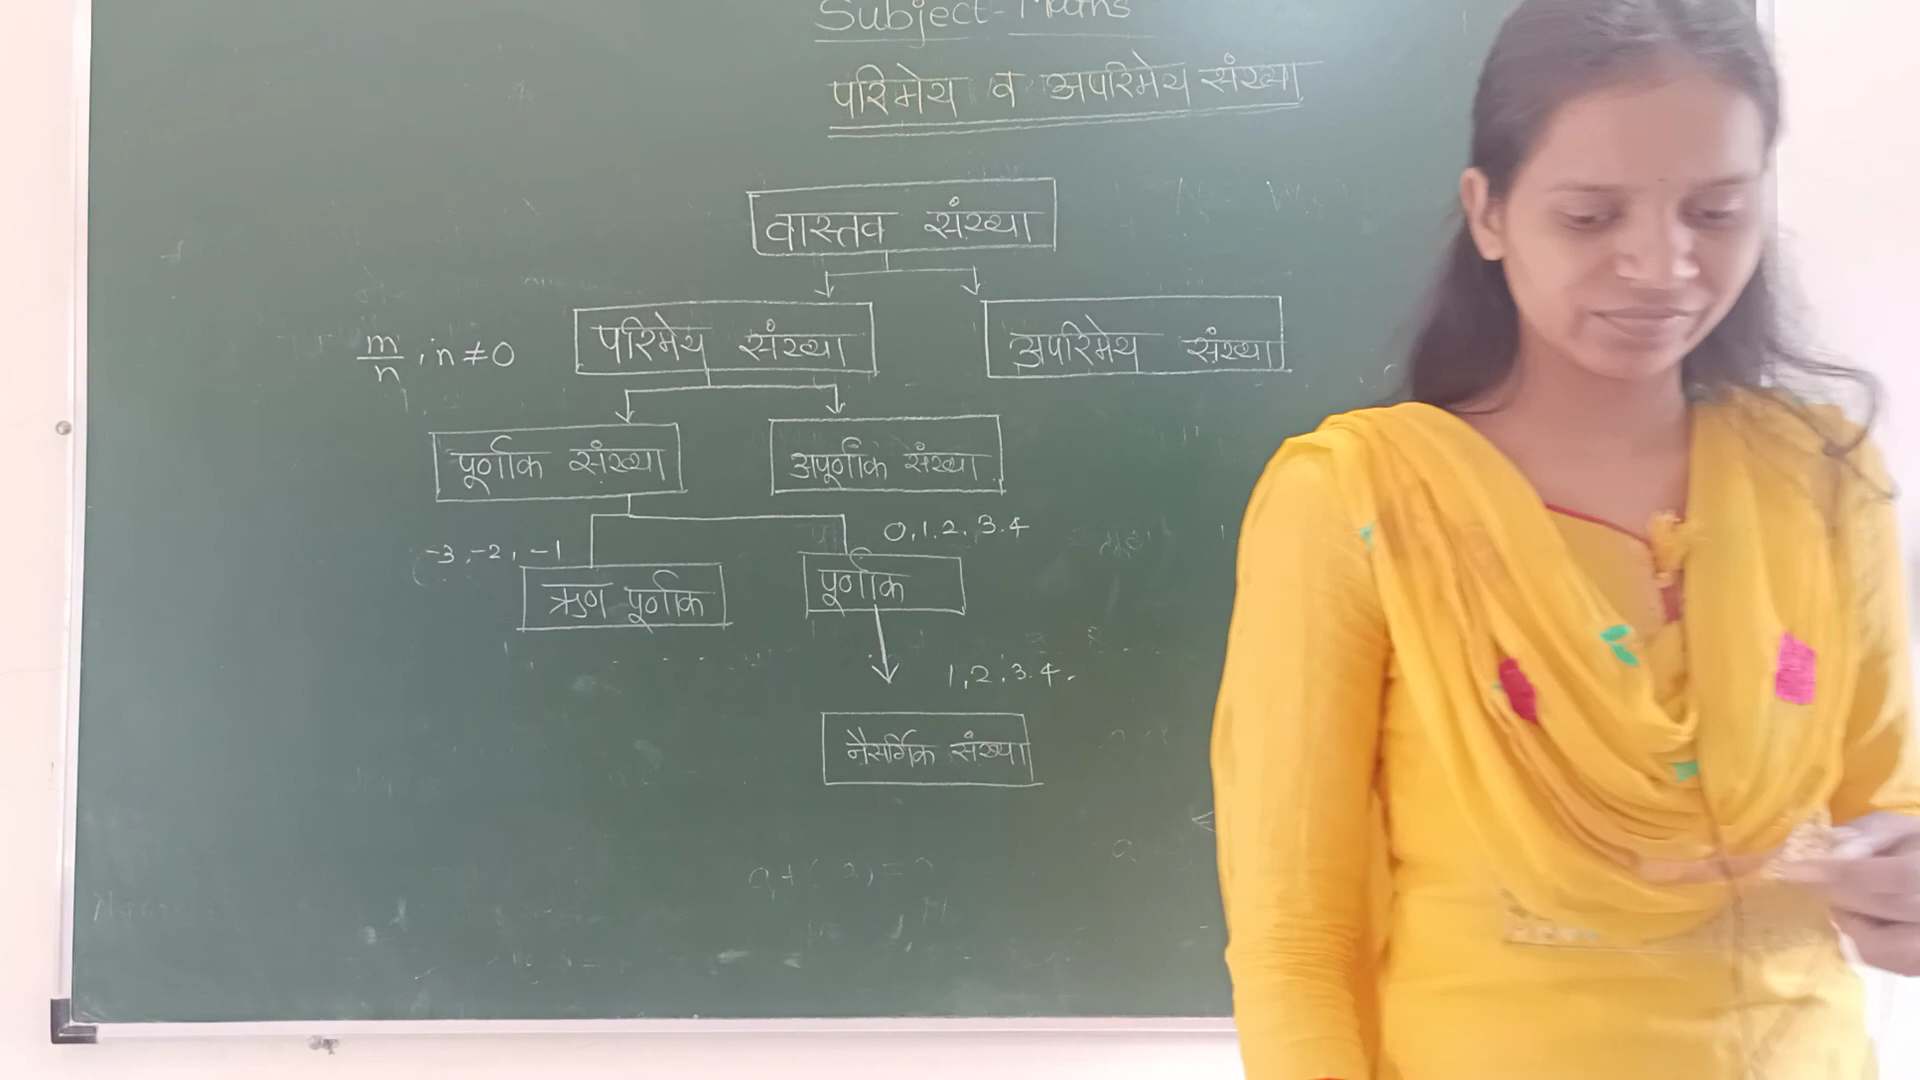 Subject - Maths
परिमेय व अपरिमेय संख्या
वास्तव संख्या
m/n , n ≠ 0
परिमेय संख्या
अपरिमेय संख्या
पूर्णांक संख्या
अपूर्णांक संख्या
-3, -2, -1
0, 1. 2, 3. 4
ऋण पूर्णांक
पूर्णांक
1, 2, 3. 4.
नैसर्गिक संख्या